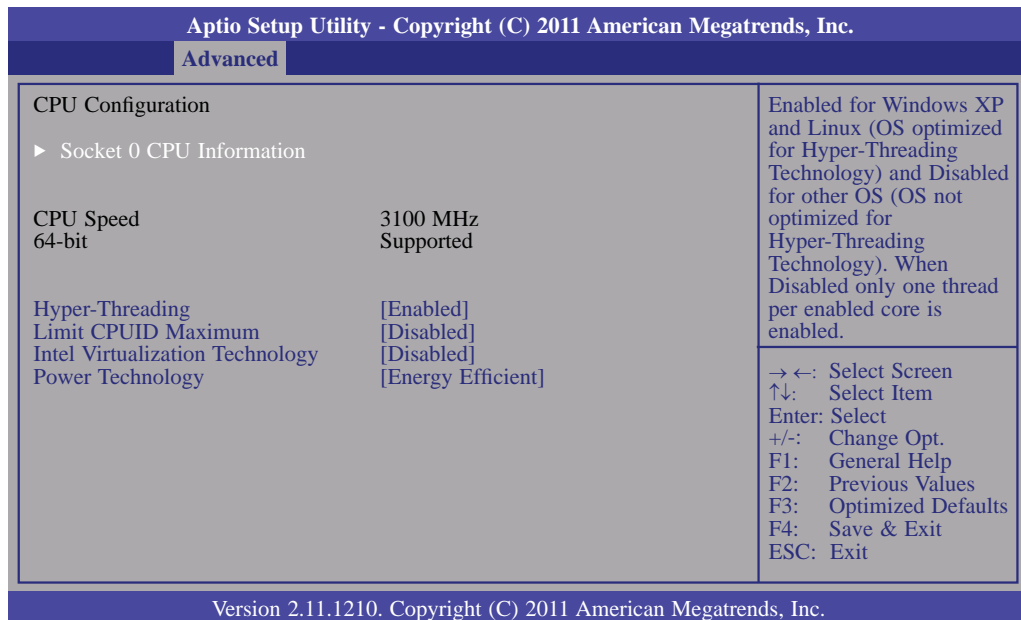 Aptio Setup Utility - Copyright (C) 2011 American Megatrends, Inc.
Advanced
CPU Configuration
► Socket 0 CPU Information
CPU Speed 3100 MHz
64-bit Supported
Hyper-Threading [Enabled]
Limit CPUID Maximum [Disabled]
Intel Virtualization Technology [Disabled]
Power Technology [Energy Efficient]
Enabled for Windows XP
and Linux (OS optimized
for Hyper-Threading
Technology) and Disabled
for other OS (OS not
optimized for
Hyper-Threading
Technology). When
Disabled only one thread
per enabled core is
enabled.
→ ←: Select Screen
↑↓: Select Item
Enter: Select
+/-: Change Opt.
F1: General Help
F2: Previous Values
F3: Optimized Defaults
F4: Save & Exit
ESC: Exit
Version 2.11.1210. Copyright (C) 2011 American Megatrends, Inc.